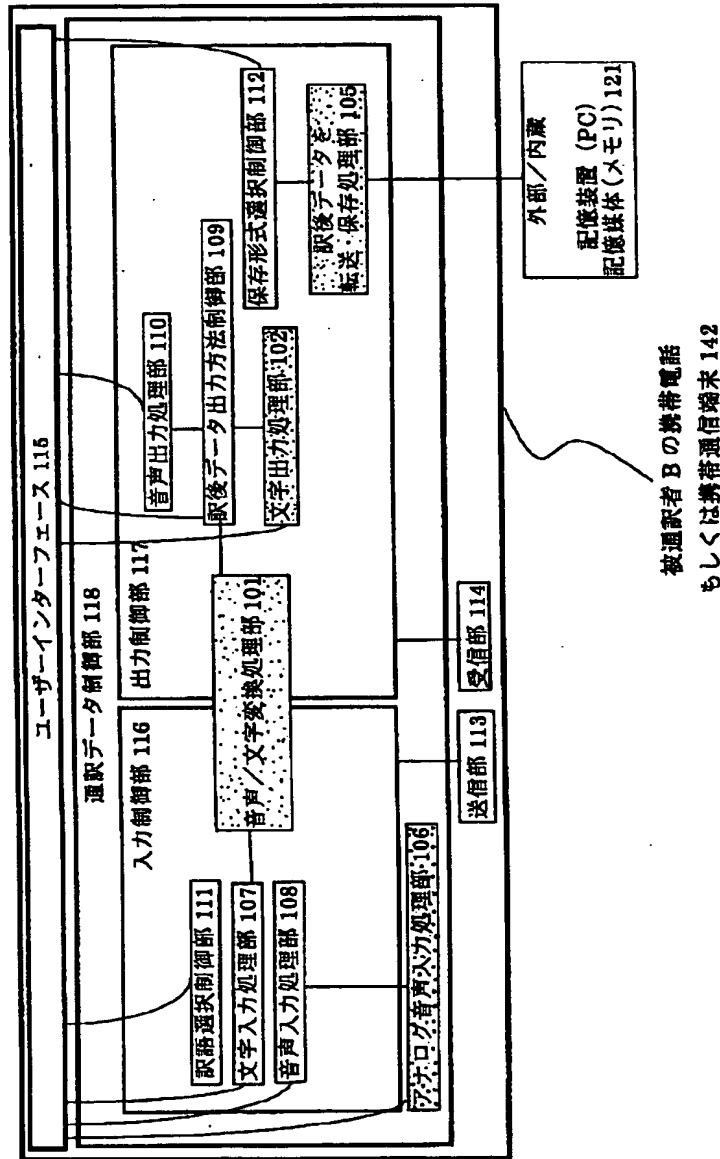 ユーザーインターフェース 115
通訳データ制御部 118
入力制御部 116
訳語選択制御部 111
文字入力処理部 107
音声入力処理部 108
アナログ音声入力処理部 106
音声/文字変換処理部 101
出力制御部 117
音声出力処理部 110
訳後データ出力方法制御部 109
文字出力処理部 102
保存形式選択制御部 112
訳後データを
転送・保存処理部 105
送信部 113
受信部 114
外部/内蔵
記憶装置 (PC)
記憶媒体(メモリ) 121
被通訳者 B の携帯電話
もしくは携帯通信端末 142